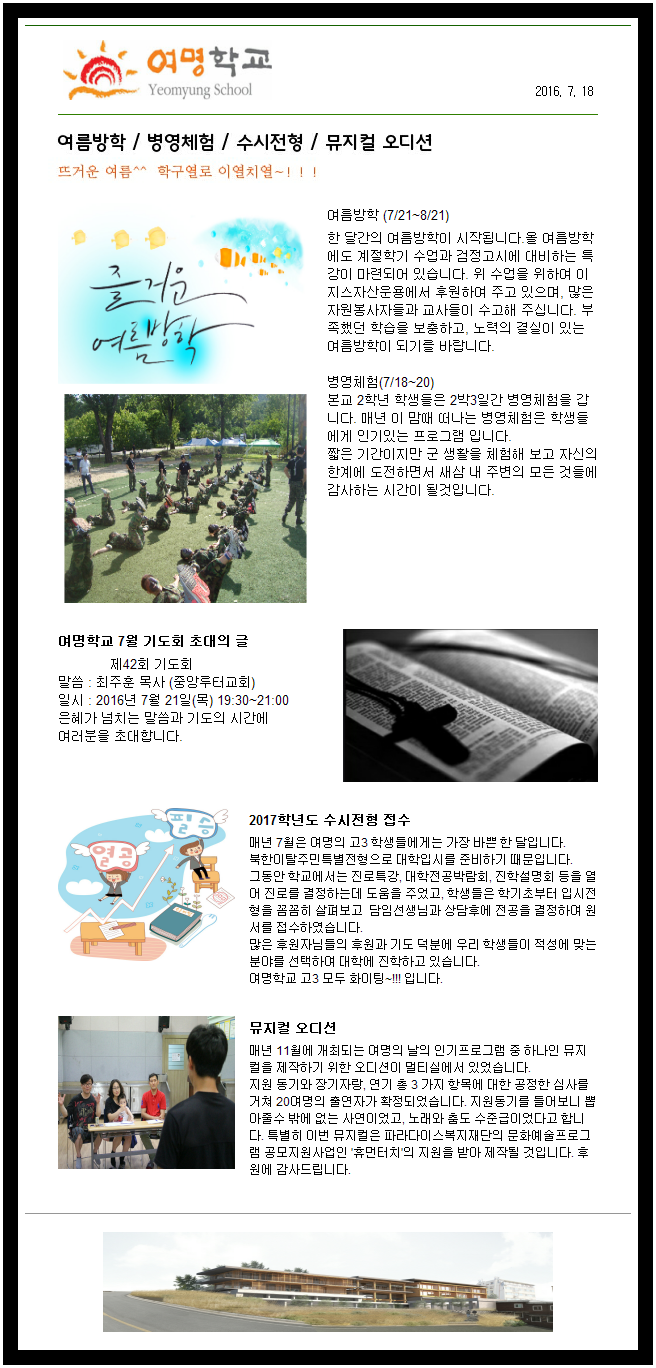 여명학교
Yeomyung School
2016. 7. 18
여름방학 / 병영체험 / 수시전형 / 뮤지컬 오디션
뜨거운 여름^^ 학구열로 이열치열~! ! !
즐거운
여름방학
여름방학 (7/21~8/21)
한 달간의 여름방학이 시작됩니다.올 여름방학
에도 계절학기 수업과 검정고시에 대비하는 특
강이 마련되어 있습니다. 위 수업을 위하여 이
지스자산운용에서 후원하여 주고 있으며, 많은
자원봉사자들과 교사들이 수고해 주십니다. 부
족했던 학습을 보충하고, 노력의 결실이 있는
여름방학이 되기를 바랍니다.
병영체험(7/18~20)
본교 2학년 학생들은 2박3일간 병영체험을 갑
니다. 매년 이 맘때 떠나는 병영체험은 학생들
에게 인기있는 프로그램 입니다.
짧은 기간이지만 군 생활을 체험해 보고 자신의
한계에 도전하면서 새삼 내 주변의 모든 것들에
감사하는 시간이 될것입니다.
여명학교 7월 기도회 초대의 글
제42회 기도회
말씀 : 최주훈 목사 (중앙루터교회)
일시 : 2016년 7월 21일(목) 19:30~21:00
은혜가 넘치는 말씀과 기도의 시간에
여러분을 초대합니다.
열공
필승
2017학년도 수시전형 접수
매년 7월은 여명의 고3 학생들에게는 가장 바쁜 한 달입니다.
북한이탈주민특별전형으로 대학입시를 준비하기 때문입니다.
그동안 학교에서는 진로특강, 대학전공박람회, 진학설명회 등을 열
어 진로를 결정하는데 도움을 주었고, 학생들은 학기초부터 입시전
형을 꼼꼼히 살펴보고 담임선생님과 상담후에 전공을 결정하여 원
서를 접수하였습니다.
많은 후원자님들의 후원과 기도 덕분에 우리 학생들이 적성에 맞는
분야를 선택하여 대학에 진학하고 있습니다.
여명학교 고3 모두 화이팅~!!! 입니다.
뮤지컬 오디션
매년 11월에 개최되는 여명의 날의 인기프로그램 중 하나인 뮤지
컬을 제작하기 위한 오디션이 멀티실에서 있었습니다.
지원 동기와 장기자랑, 연기 총 3 가지 항목에 대한 공정한 심사를
거쳐 20여명의 출연자가 확정되었습니다. 지원동기를 들어보니 뽑
아줄수 밖에 없는 사연이었고, 노래와 춤도 수준급이었다고 합니
다. 특별히 이번 뮤지컬은 파라다이스복지재단의 문화예술프로그
램 공모지원사업인 '휴먼터치'의 지원을 받아 제작될 것입니다. 후
원에 감사드립니다.